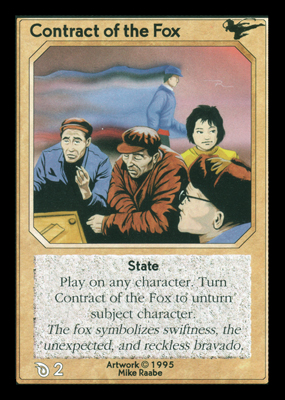 Contract of the Fox
State
Play on any character. Turn
Contract of the Fox to unturn
subject character.
The fox symbolizes swiftness, the
unexpected, and reckless bravado.
2
Artwork © 1995
Mike Raabe